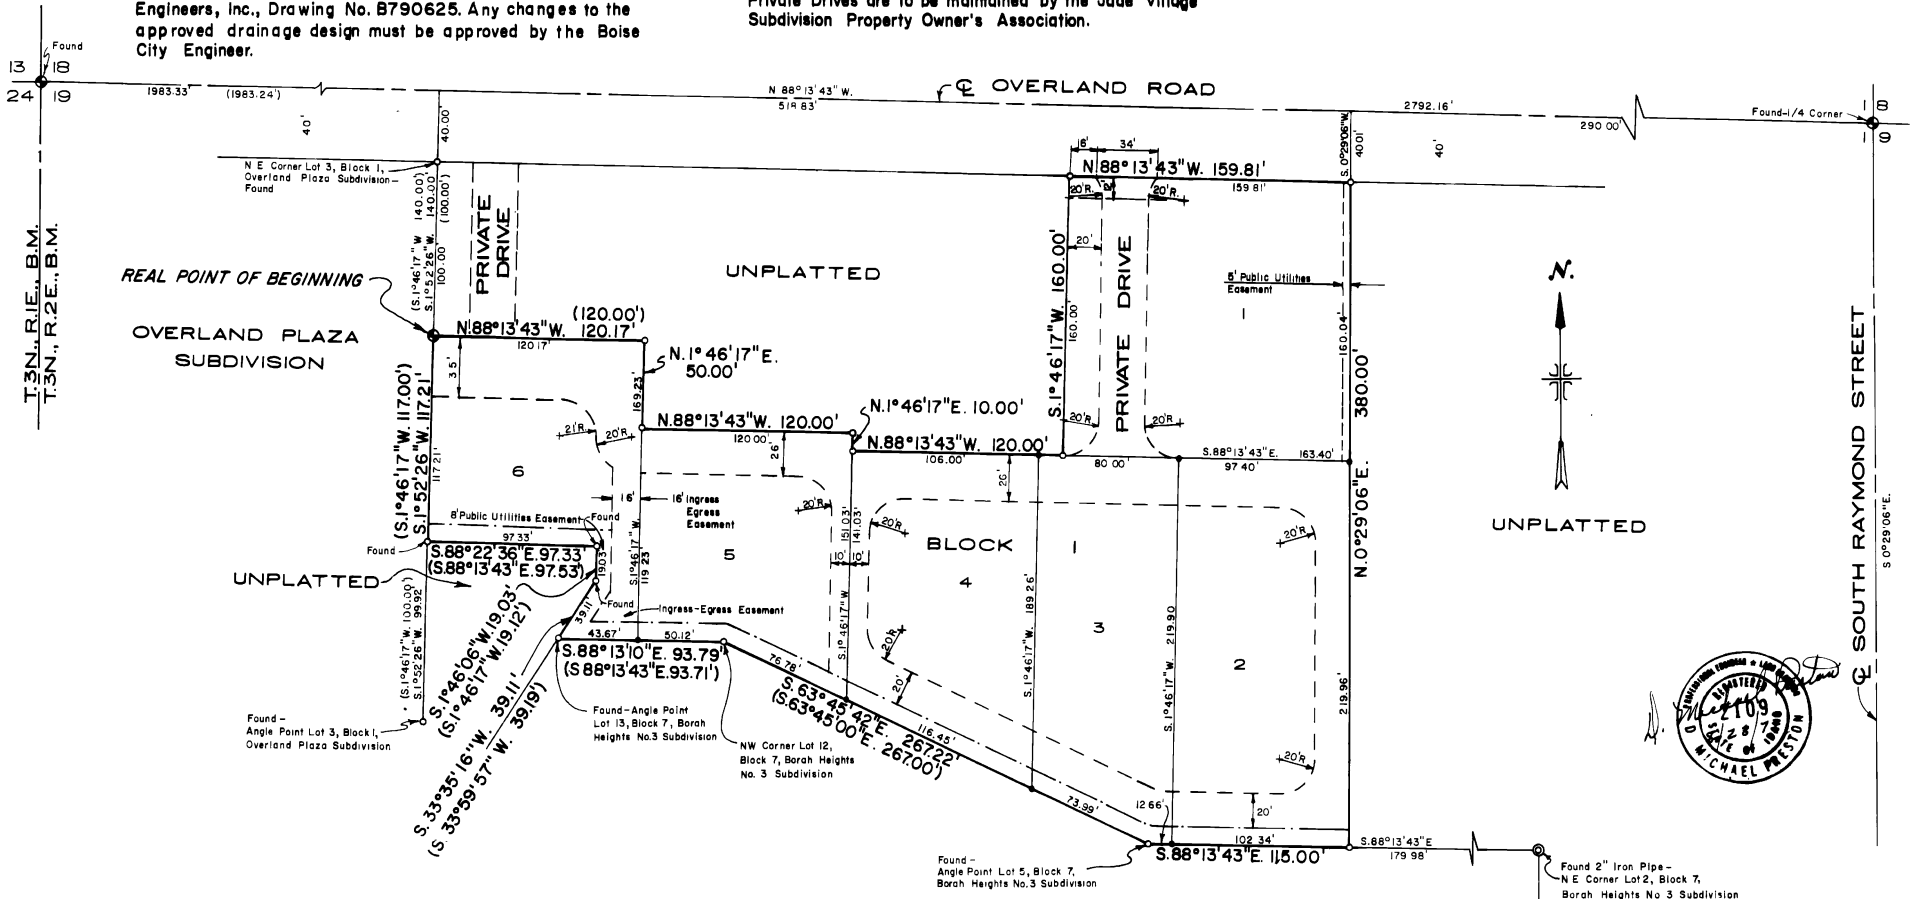 Engineers, Inc., Drawing No. B790625. Any changes to the
approved drainage design must be approved by the Boise
City Engineer.
Private Drives are to be maintained by the Jade Village
Subdivision Property Owner's Association.
Found
13 18
24 19
1983.33' (1983.24')
N 88° 13' 43" W.
518.83'
℄ OVERLAND ROAD
2792.16'
290.00'
Found-1/4 Corner
18
19
40'
40.00'
S. 0°29'06"W.
40.01'
40'
N E Corner Lot 3, Block 1,
Overland Plaza Subdivision-
Found
(S.1°46'17"W 140.00')
S.1°52'26"W. 140.00'
100.00' (100.00')
PRIVATE
DRIVE
16' 34'
N.88°13'43"W. 159.81'
159.81'
20'R.
20'R.
T.3N., R.1E., B.M.
T.3N., R.2E., B.M.
REAL POINT OF BEGINNING
OVERLAND PLAZA
SUBDIVISION
UNPLATTED
S.1°46'17"W. 160.00'
160.00'
20'
PRIVATE DRIVE
5' Public Utilities
Easement
1
160.04'
N.
(120.00')
N.88°13'43"W. 120.17'
120.17'
35'
N.1°46'17"E.
50.00'
169.23'
N.88°13'43"W. 120.00'
120.00'
N.1°46'17"E. 10.00'
N.88°13'43"W. 120.00'
106.00'
80.00'
20'R.
20'R.
S.88°13'43"E. 163.40'
97.40'
N.0°29'06"E. 380.00'
(S.1°46'17"W. 117.00')
S.1°52'26"W. 117.21'
117.21'
21'R.
20'R.
6
16'
16' Ingress
Egress
Easement
5
26'
20'R.
151.03'
141.03'
10' 10'
26'
20'R.
BLOCK 1
4
20'R.
8' Public Utilities Easement
Found
97.33'
Found
S.88°22'36"E. 97.33'
(S.88°13'43"E. 97.53')
UNPLATTED
UNPLATTED
19.03'
S.1°46'17"W.
119.23
Found
Ingress-Egress Easement
39.11'
43.67'
50.12'
S.88°13'10"E. 93.79'
(S 88°13'43"E. 93.71')
S.1°46'06"W. 19.03'
(S.1°46'17"W. 19.12')
S. 33°35'16"W. 39.11'
(S. 33°59'57"W. 39.19')
(S.1°46'17"W. 100.00')
S.1°52'26"W. 99.92'
Found-
Angle Point Lot 3, Block 1,
Overland Plaza Subdivision
Found-Angle Point
Lot 13, Block 7, Borah
Heights No.3 Subdivision
NW Corner Lot 12,
Block 7, Borah Heights
No. 3 Subdivision
76.78'
S.1°46'17"W
S. 63°45'42"E. 267.22'
(S.63°45'00"E. 267.00')
116.45'
20'R.
20'
S.1°46'17"W. 189.26'
3
S.1°46'17"W. 219.90
2
20'R.
219.96'
73.99'
12.66'
20'
102.34'
S.88°13'43"E. 115.00'
S.88°13'43"E
179.98'
Found-
Angle Point Lot 5, Block 7,
Borah Heights No.3 Subdivision
Found 2" Iron Pipe-
N E Corner Lot 2, Block 7,
Borah Heights No 3 Subdivision
℄ SOUTH RAYMOND STREET
S 0°29'06"E.
REGISTERED
2109
STATE OF IDAHO
D. MICHAEL PRESTON